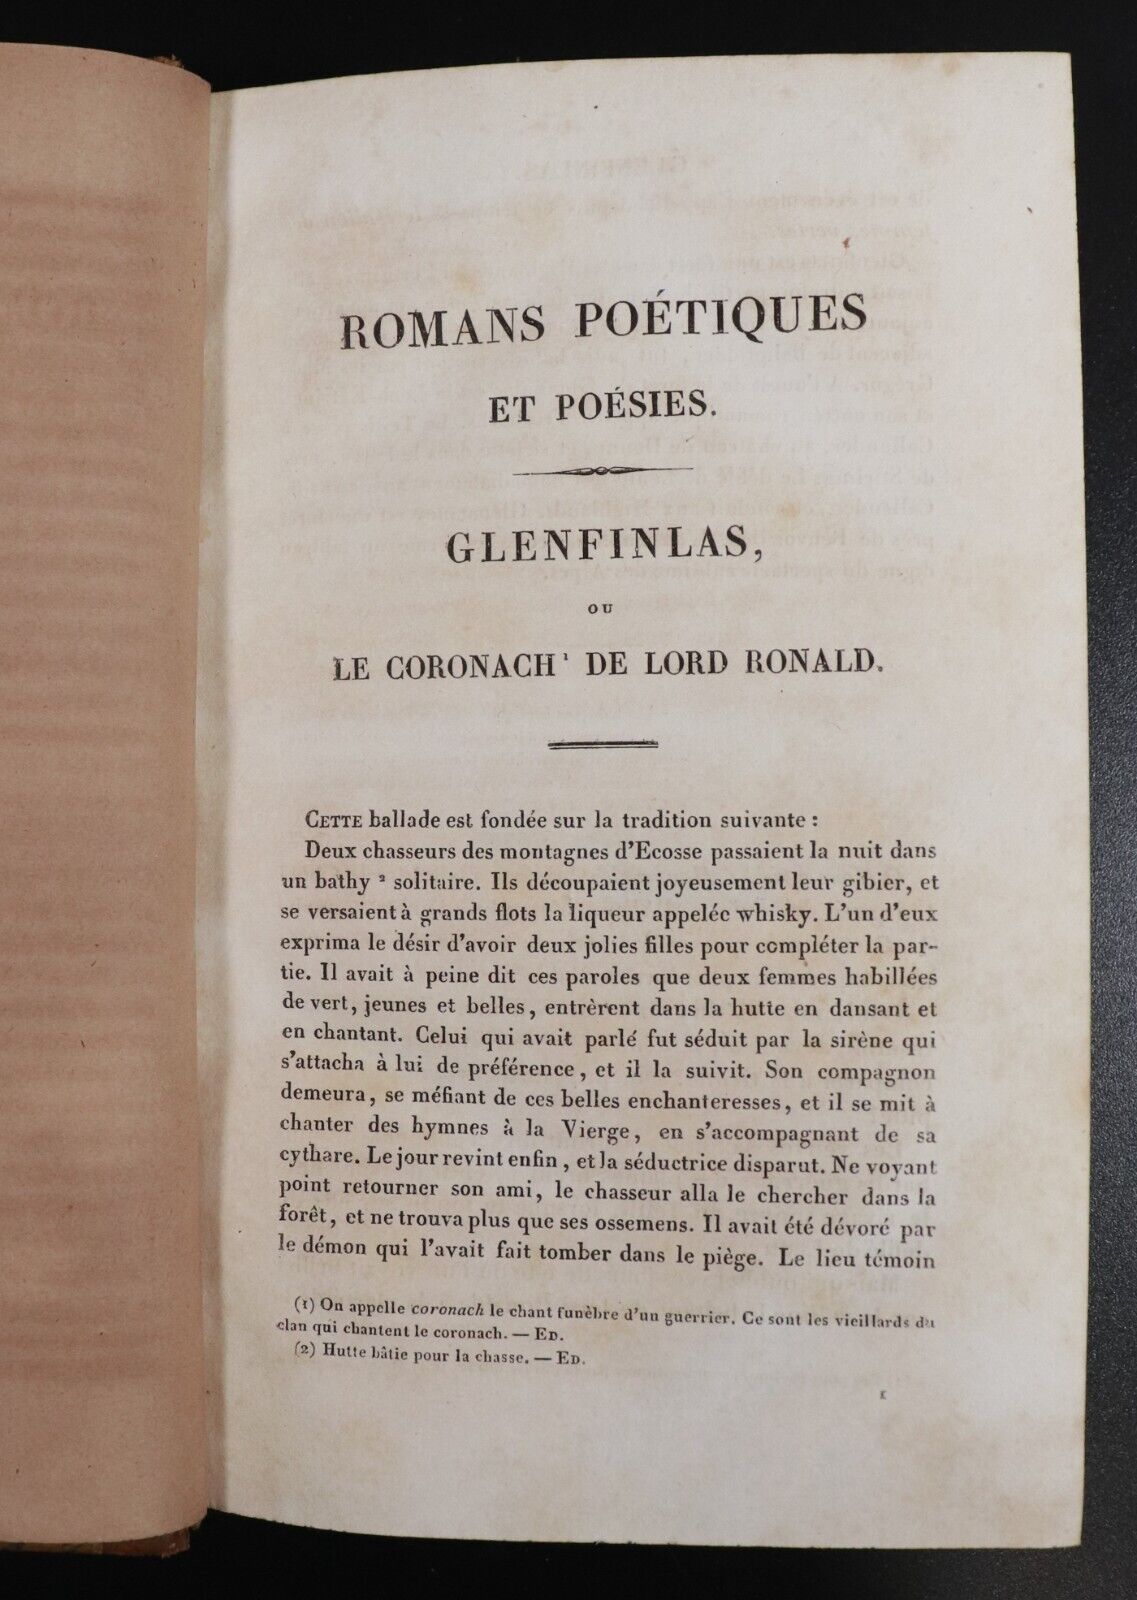 ROMANS POÉTIQUES
ET POÉSIES.
GLENFINLAS,
OU
LE CORONACH¹ DE LORD RONALD.
CETTE ballade est fondée sur la tradition suivante :
Deux chasseurs des montagnes d'Ecosse passaient la nuit dans
un bathy ² solitaire. Ils découpaient joyeusement leur gibier, et
se versaient à grands flots la liqueur appelée whisky. L'un d'eux
exprima le désir d'avoir deux jolies filles pour compléter la par-
tie. Il avait à peine dit ces paroles que deux femmes habillées
de vert, jeunes et belles, entrèrent dans la hutte en dansant et
en chantant. Celui qui avait parlé fut séduit par la sirène qui
s'attacha à lui de préférence, et il la suivit. Son compagnon
demeura, se méfiant de ces belles enchanteresses, et il se mit à
chanter des hymnes à la Vierge, en s'accompagnant de sa
cythare. Le jour revint enfin, et la séductrice disparut. Ne voyant
point retourner son ami, le chasseur alla le chercher dans la
forêt, et ne trouva plus que ses ossemens. Il avait été dévoré par
le démon qui l'avait fait tomber dans le piège. Le lieu témoin
(1) On appelle coronach le chant funèbre d'un guerrier. Ce sont les vieillards du
clan qui chantent le coronach. — ED.
(2) Hutte bâtie pour la chasse. — ED.